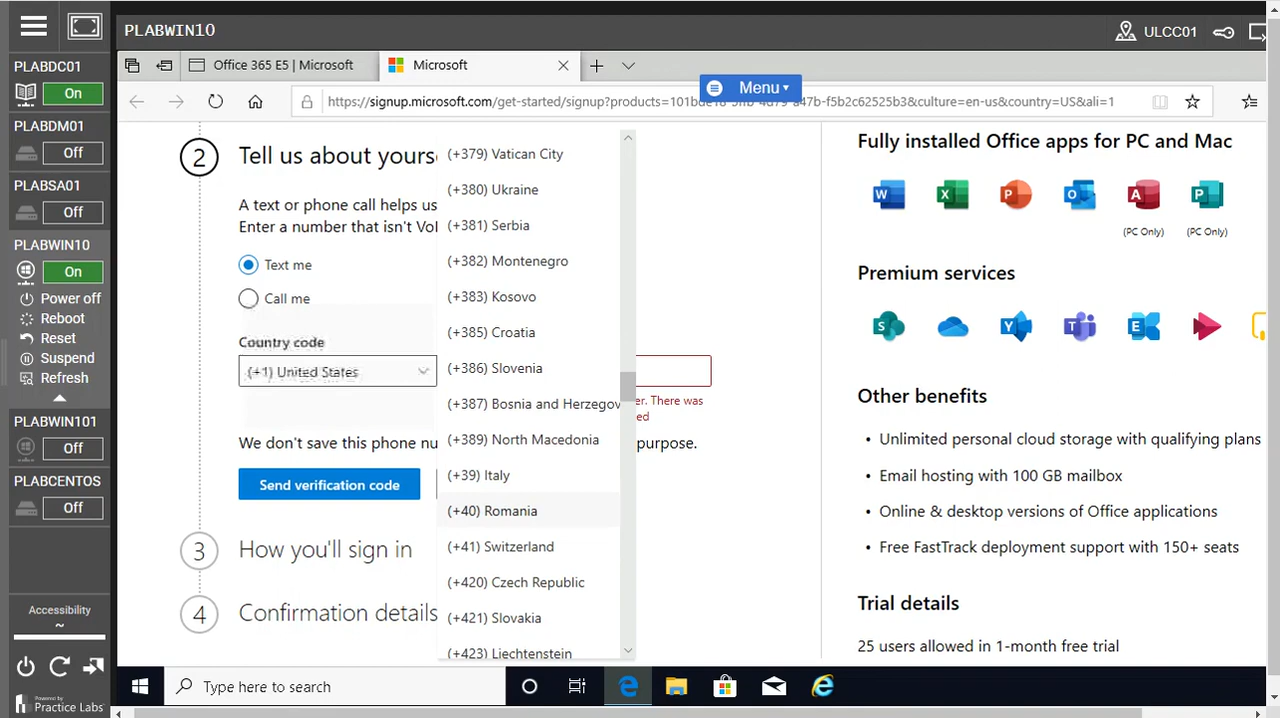 PLABWIN10
ULCC01
PLABDC01
On
PLABDM01
Off
PLABSA01
Off
PLABWIN10
On
Power off
Reboot
Reset
Suspend
Refresh
PLABWIN101
Off
PLABCENTOS
Off
Accessibility
~
Powered by
Practice Labs
Office 365 E5 | Microsoft
Microsoft
Menu
https://signup.microsoft.com/get-started/signup?products=101bde18-5ffb-4d79-a47b-f5b2c62525b3&culture=en-us&country=US&ali=1
2
Tell us about yours
A text or phone call helps us
Enter a number that isn't VoI
Text me
Call me
Country code
(+1) United States
er. There was
ed
We don't save this phone nu
purpose.
Send verification code
3
How you'll sign in
4
Confirmation details
(+379) Vatican City
(+380) Ukraine
(+381) Serbia
(+382) Montenegro
(+383) Kosovo
(+385) Croatia
(+386) Slovenia
(+387) Bosnia and Herzegov
(+389) North Macedonia
(+39) Italy
(+40) Romania
(+41) Switzerland
(+420) Czech Republic
(+421) Slovakia
(+423) Liechtenstein
Fully installed Office apps for PC and Mac
(PC Only)
(PC Only)
Premium services
Other benefits
• Unlimited personal cloud storage with qualifying plans
• Email hosting with 100 GB mailbox
• Online & desktop versions of Office applications
• Free FastTrack deployment support with 150+ seats
Trial details
25 users allowed in 1-month free trial
Type here to search